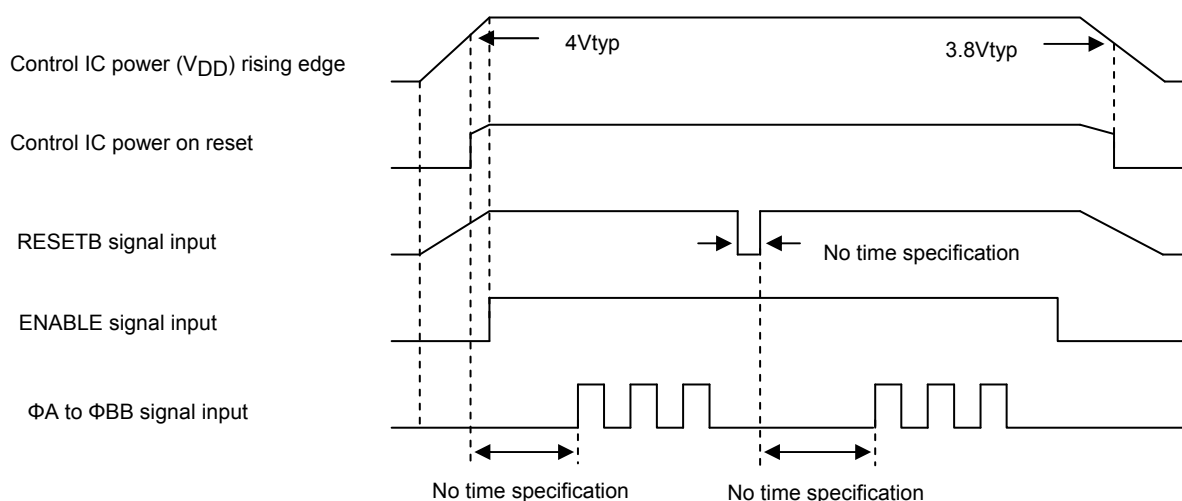 4Vtyp
3.8Vtyp
Control IC power (VDD) rising edge
Control IC power on reset
RESETB signal input
No time specification
ENABLE signal input
ΦA to ΦBB signal input
No time specification
No time specification